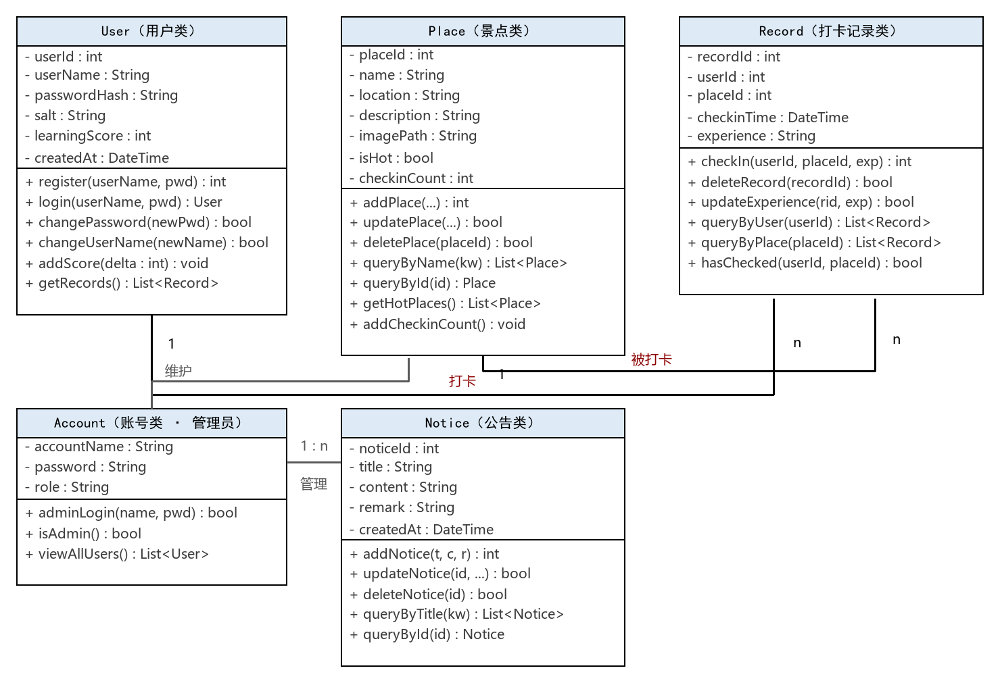 User（用户类）
- userId : int
- userName : String
- passwordHash : String
- salt : String
- learningScore : int
- createdAt : DateTime
+ register(userName, pwd) : int
+ login(userName, pwd) : User
+ changePassword(newPwd) : bool
+ changeUserName(newName) : bool
+ addScore(delta : int) : void
+ getRecords() : List<Record>
Place（景点类）
- placeId : int
- name : String
- location : String
- description : String
- imagePath : String
- isHot : bool
- checkinCount : int
+ addPlace(...) : int
+ updatePlace(...) : bool
+ deletePlace(placeId) : bool
+ queryByName(kw) : List<Place>
+ queryById(id) : Place
+ getHotPlaces() : List<Place>
+ addCheckinCount() : void
Record（打卡记录类）
- recordId : int
- userId : int
- placeId : int
- checkinTime : DateTime
- experience : String
+ checkIn(userId, placeId, exp) : int
+ deleteRecord(recordId) : bool
+ updateExperience(rid, exp) : bool
+ queryByUser(userId) : List<Record>
+ queryByPlace(placeId) : List<Record>
+ hasChecked(userId, placeId) : bool
1
n
n
维护
被打卡
1
打卡
Account（账号类 · 管理员）
- accountName : String
- password : String
- role : String
+ adminLogin(name, pwd) : bool
+ isAdmin() : bool
+ viewAllUsers() : List<User>
1 : n
管理
Notice（公告类）
- noticeId : int
- title : String
- content : String
- remark : String
- createdAt : DateTime
+ addNotice(t, c, r) : int
+ updateNotice(id, ...) : bool
+ deleteNotice(id) : bool
+ queryByTitle(kw) : List<Notice>
+ queryById(id) : Notice